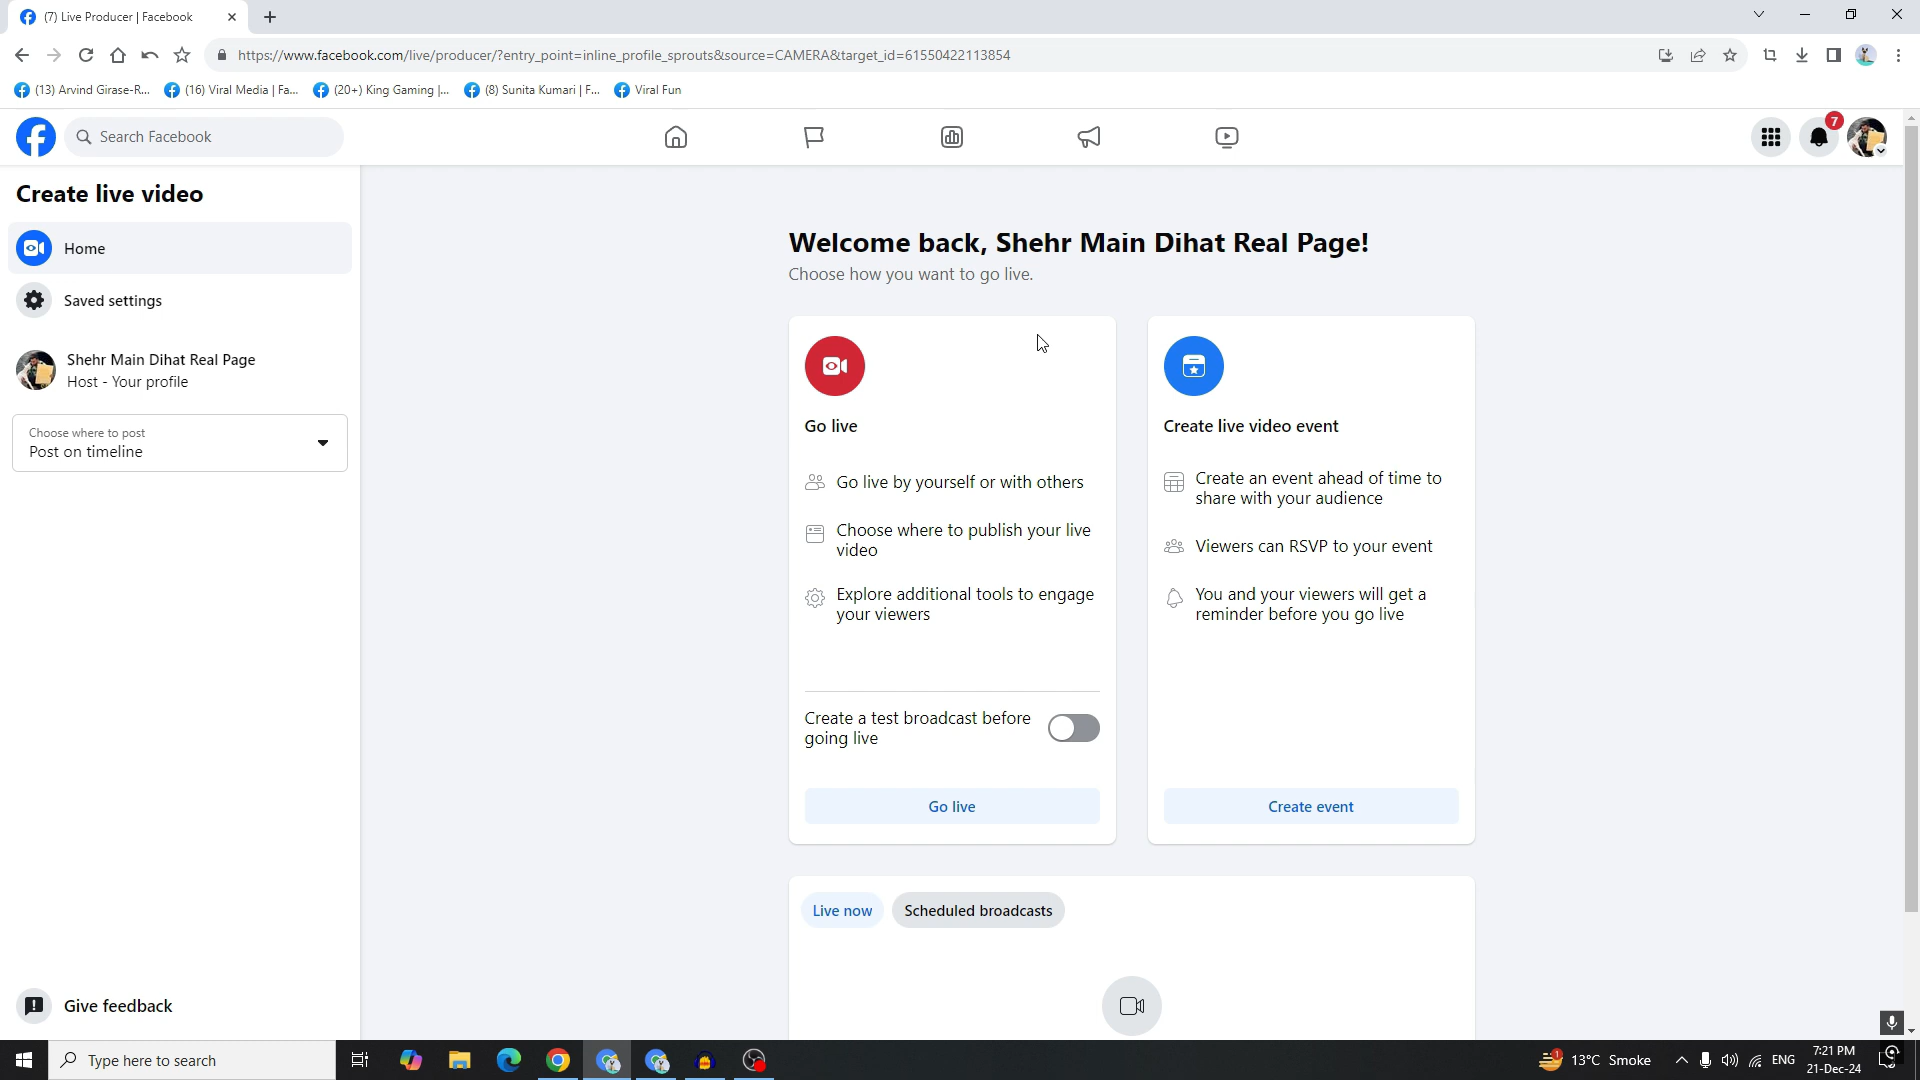 (7) Live Producer | Facebook
https://www.facebook.com/live/producer/?entry_point=inline_profile_sprouts&source=CAMERA&target_id=61550422113854
(13) Arvind Girase-R...
(16) Viral Media | Fa...
(20+) King Gaming |...
(8) Sunita Kumari | F...
Viral Fun
Search Facebook
7
Create live video
Home
Saved settings
Shehr Main Dihat Real Page
Host - Your profile
Choose where to post
Post on timeline
Give feedback
Welcome back, Shehr Main Dihat Real Page!
Choose how you want to go live.
Go live
Go live by yourself or with others
Choose where to publish your live
video
Explore additional tools to engage
your viewers
Create a test broadcast before
going live
Go live
Create live video event
Create an event ahead of time to
share with your audience
Viewers can RSVP to your event
You and your viewers will get a
reminder before you go live
Create event
Live now
Scheduled broadcasts
Type here to search
1
13°C Smoke
ENG
7:21 PM
21-Dec-24